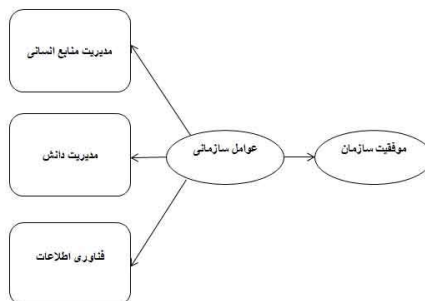 مدیریت منابع انسانی
مدیریت دانش
عوامل سازمانی
موفقیت سازمان
فناوری اطلاعات